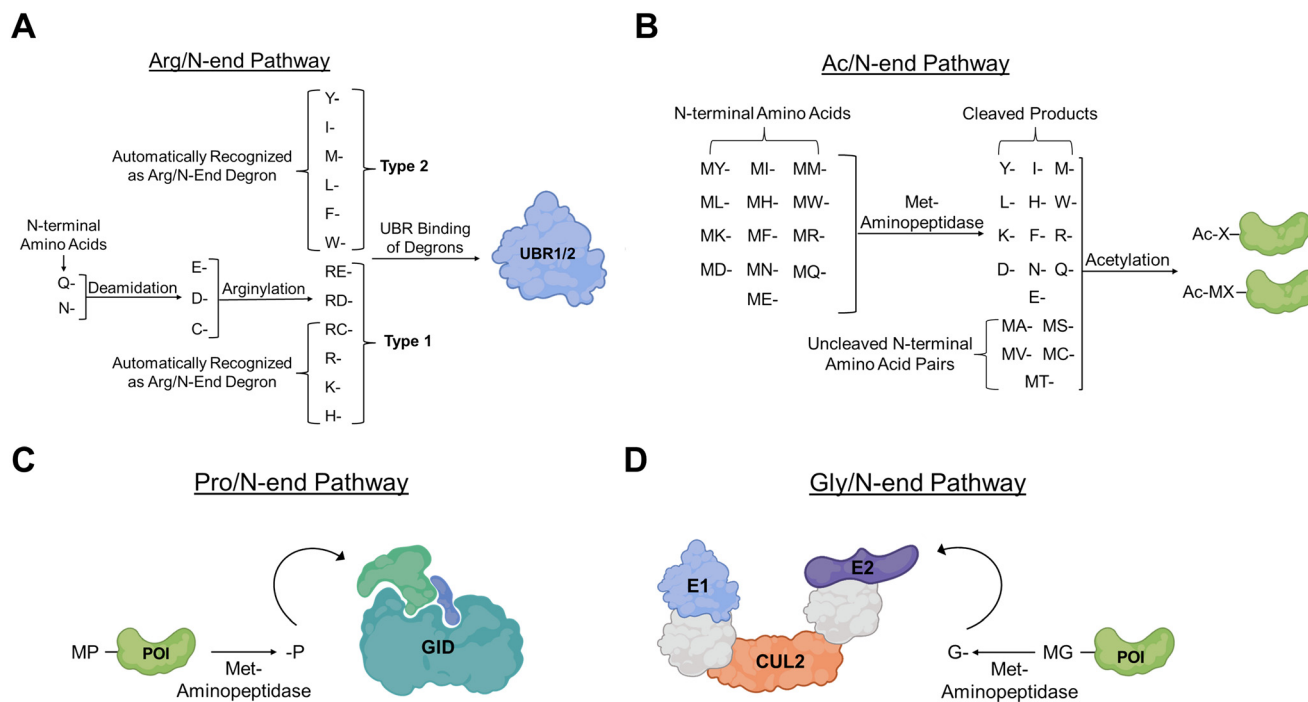 A
Arg/N-end Pathway
Y-
I-
M-
L-
F-
W-
Automatically Recognized
as Arg/N-End Degron
Type 2
N-terminal
Amino Acids
Q-
N-
Deamidation
E-
D-
C-
Arginylation
RE-
RD-
RC-
R-
K-
H-
Automatically Recognized
as Arg/N-End Degron
Type 1
UBR Binding
of Degrons
UBR1/2
B
Ac/N-end Pathway
N-terminal Amino Acids
MY- MI- MM-
ML- MH- MW-
MK- MF- MR-
MD- MN- MQ-
ME-
Met-
Aminopeptidase
Cleaved Products
Y- I- M-
L- H- W-
K- F- R-
D- N- Q-
E-
Uncleaved N-terminal
Amino Acid Pairs
MA- MS-
MV- MC-
MT-
Acetylation
Ac-X
Ac-MX
C
Pro/N-end Pathway
MP
POI
Met-
Aminopeptidase
-P
GID
D
Gly/N-end Pathway
E1
E2
CUL2
G-
MG
POI
Met-
Aminopeptidase